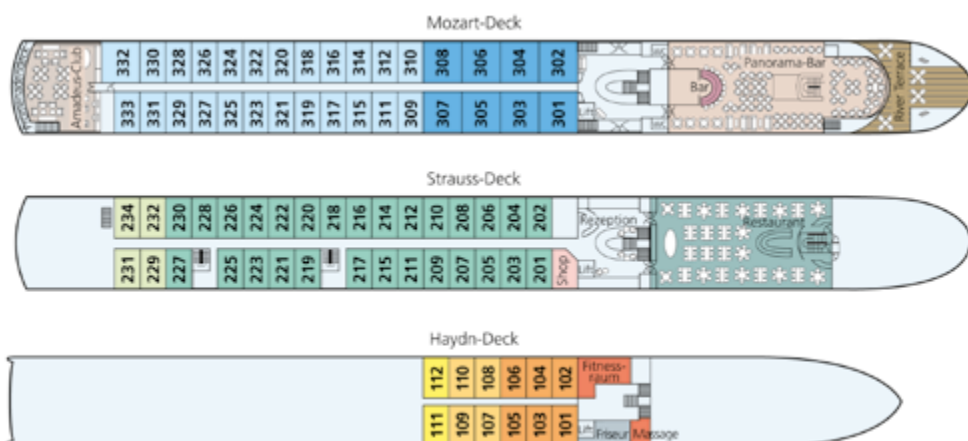 Mozart-Deck
332 330 328 326 324 322 320 318 316 314 312 310 308 306 304 302
Amadeus-Club
Panorama-Bar
Bar
River Terrace
333 331 329 327 325 323 321 319 317 315 311 309 307 305 303 301
Strauss-Deck
234 232 230 228 226 224 222 220 218 216 214 212 210 208 206 204 202
Rezeption
Restaurant
231 229 227 225 223 221 219 217 215 211 209 207 205 203 201
Shop
Lift
Haydn-Deck
112 110 108 106 104 102
Fitness-
raum
111 109 107 105 103 101
Lift
Friseur
Massage